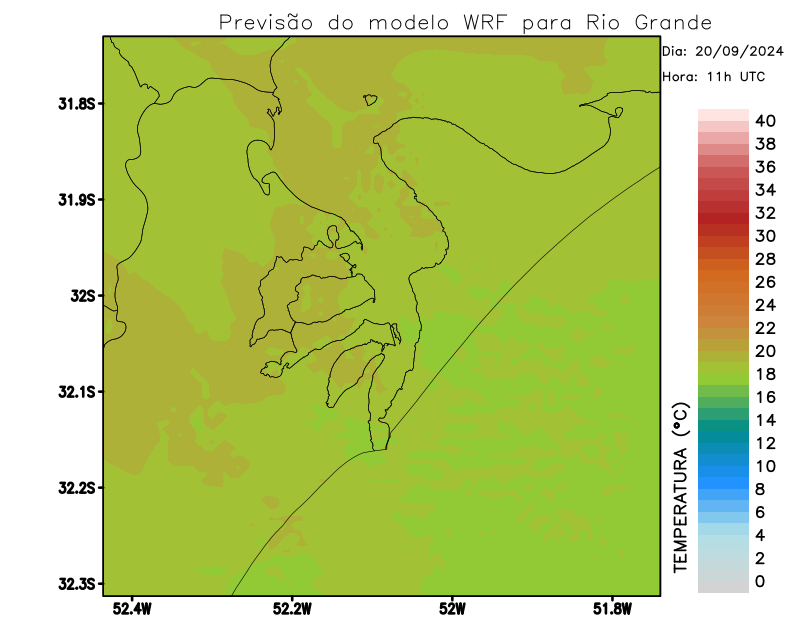 Previsão do modelo WRF para Rio Grande
Dia: 20/09/2024
Hora: 11h UTC
31.8S
31.9S
32S
32.1S
32.2S
32.3S
52.4W
52.2W
52W
51.8W
TEMPERATURA (°C)
40
38
36
34
32
30
28
26
24
22
20
18
16
14
12
10
8
6
4
2
0